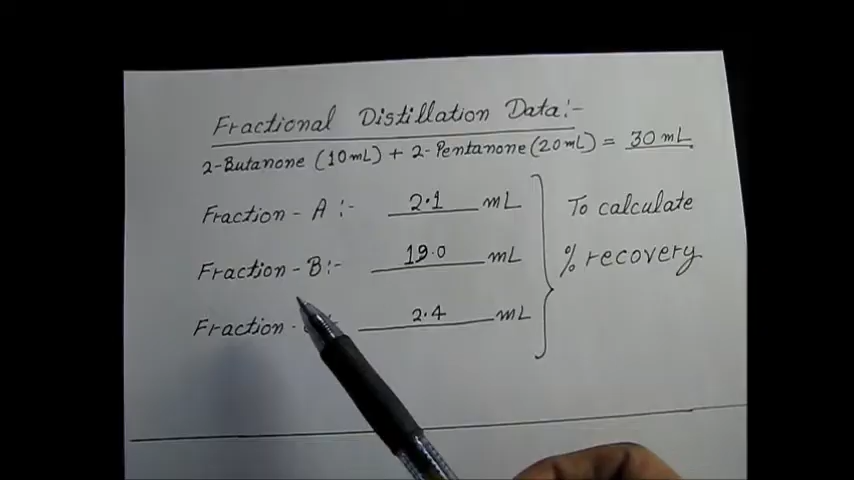 Fractional Distillation Data:-
2-Butanone (10mL) + 2-Pentanone (20mL) = 30 mL
Fraction - A :- 2.1 mL
Fraction - B:- 19.0 mL
Fraction - 2.4 mL
To calculate
% recovery